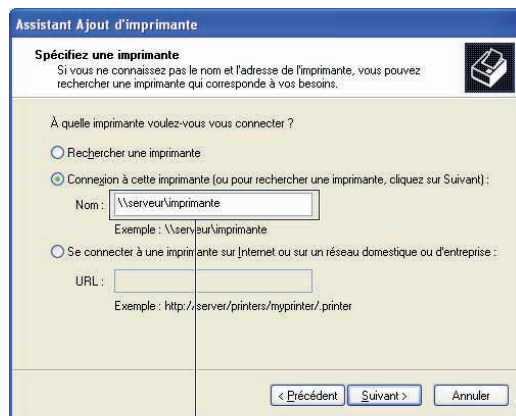 Assistant Ajout d'imprimante
Spécifiez une imprimante
Si vous ne connaissez pas le nom et l'adresse de l'imprimante, vous pouvez
rechercher une imprimante qui corresponde à vos besoins.
À quelle imprimante voulez-vous vous connecter ?
Rechercher une imprimante
Connexion à cette imprimante (ou pour rechercher une imprimante, cliquez sur Suivant) :
Nom : \\serveur\imprimante
Exemple : \\serveur\imprimante
Se connecter à une imprimante sur Internet ou sur un réseau domestique ou d'entreprise :
URL :
Exemple : http://server/printers/myprinter/.printer
< Précédent Suivant > Annuler